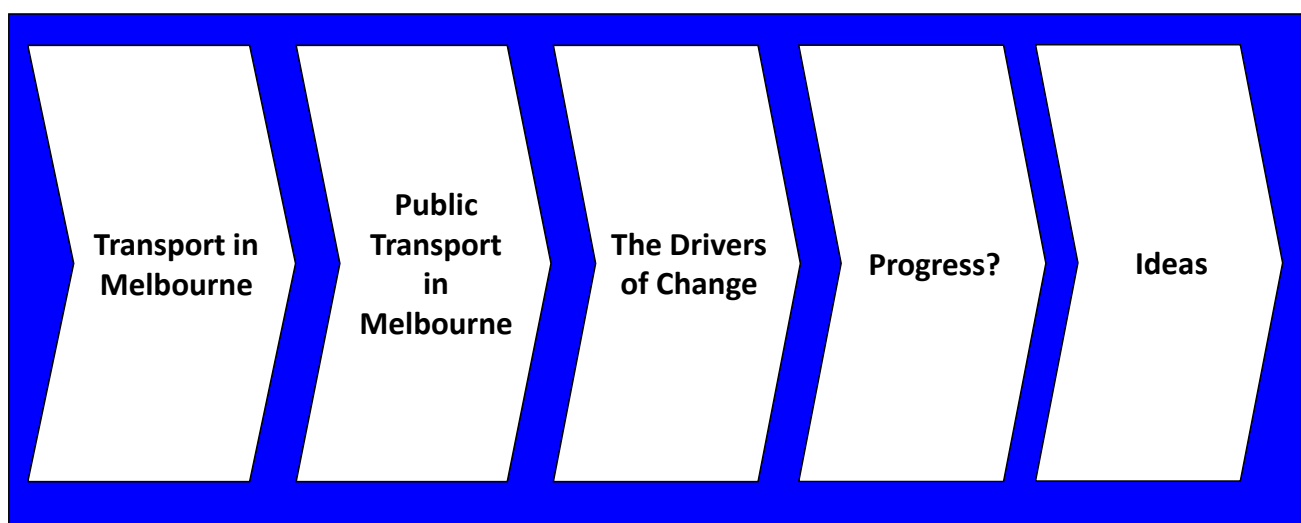 Transport in
Melbourne
Public
Transport
in
Melbourne
The Drivers
of Change
Progress?
Ideas